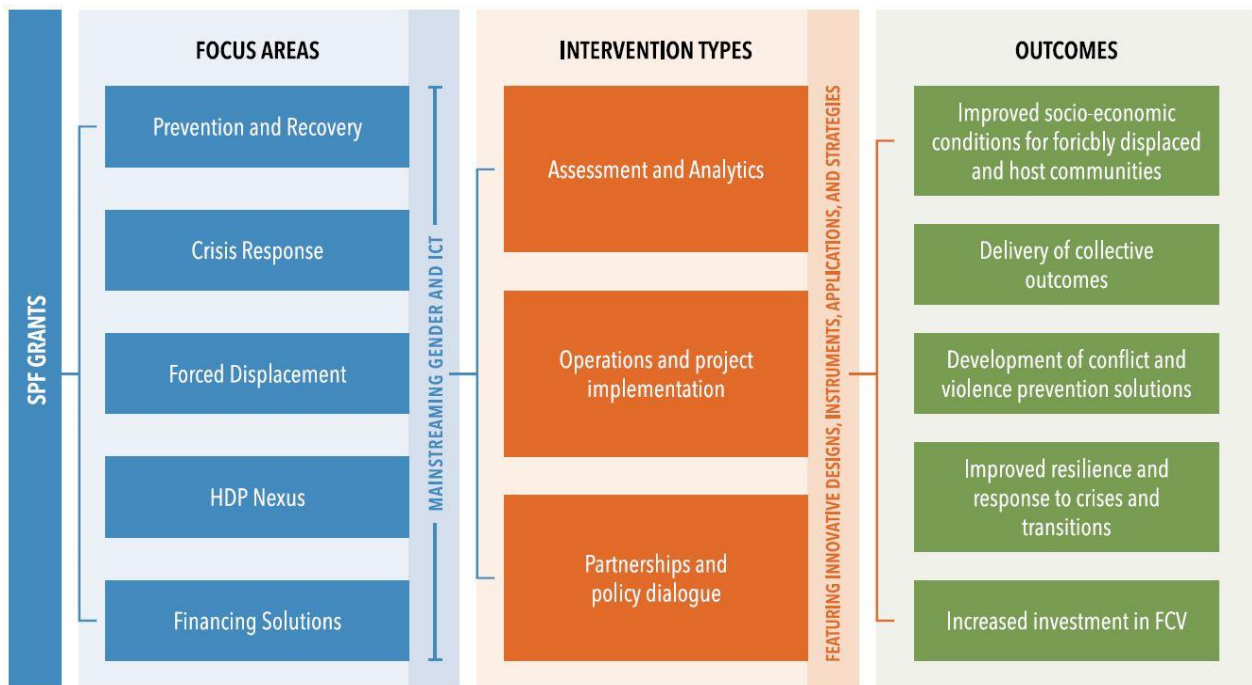 SPF GRANTS
FOCUS AREAS
Prevention and Recovery
Crisis Response
Forced Displacement
HDP Nexus
Financing Solutions
MAINSTREAMING GENDER AND ICT
INTERVENTION TYPES
Assessment and Analytics
Operations and project
implementation
Partnerships and
policy dialogue
FEATURING INNOVATIVE DESIGNS, INSTRUMENTS, APPLICATIONS, AND STRATEGIES
OUTCOMES
Improved socio-economic
conditions for foricbly displaced
and host communities
Delivery of collective
outcomes
Development of conflict and
violence prevention solutions
Improved resilience and
response to crises and
transitions
Increased investment in FCV